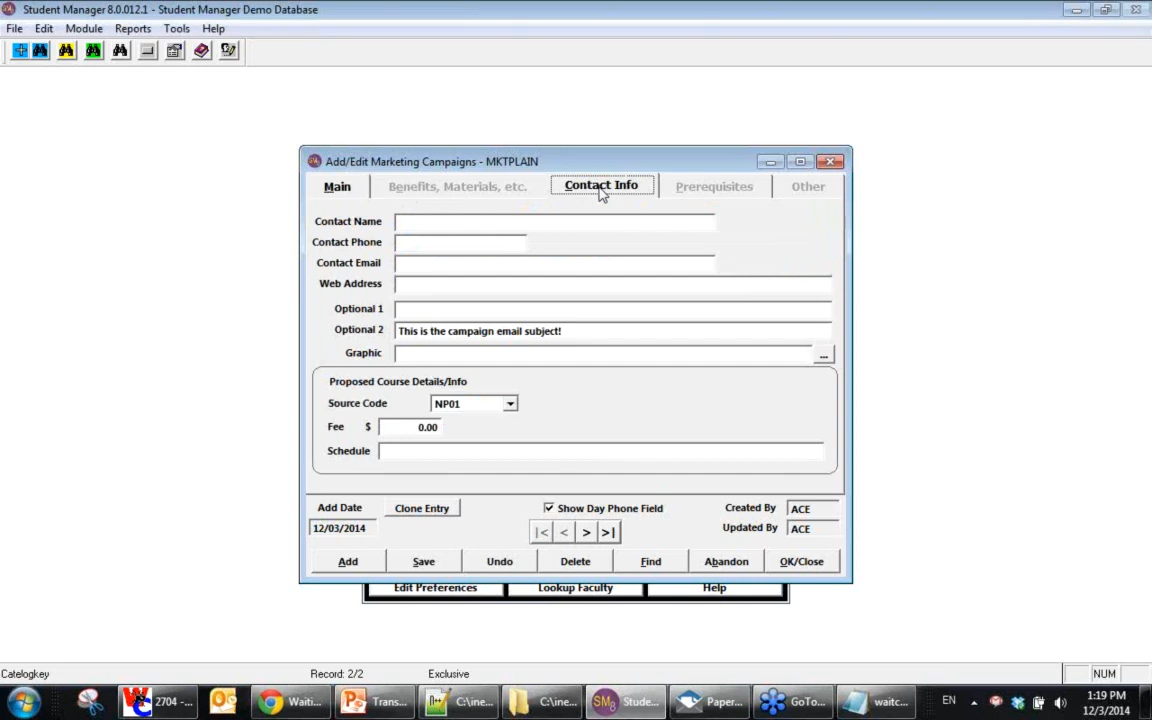 Student Manager 8.0.012.1 - Student Manager Demo Database
File Edit Module Reports Tools Help
Add/Edit Marketing Campaigns - MKTPLAIN
Main Benefits, Materials, etc. Contact Info Prerequisites Other
Contact Name
Contact Phone
Contact Email
Web Address
Optional 1
Optional 2 This is the campaign email subject!
Graphic ...
Proposed Course Details/Info
Source Code NP01
Fee $ 0.00
Schedule
Add Date Clone Entry Show Day Phone Field Created By ACE
12/03/2014 |< < > >| Updated By ACE
Add Save Undo Delete Find Abandon OK/Close
Edit Preferences Lookup Faculty Help
Catelogkey Record: 2/2 Exclusive NUM
2704 -... Waiti... Trans... C:\ine... C:\ine... SM8 Stude... Paper... GoTo... waitc... EN 1:19 PM
12/3/2014